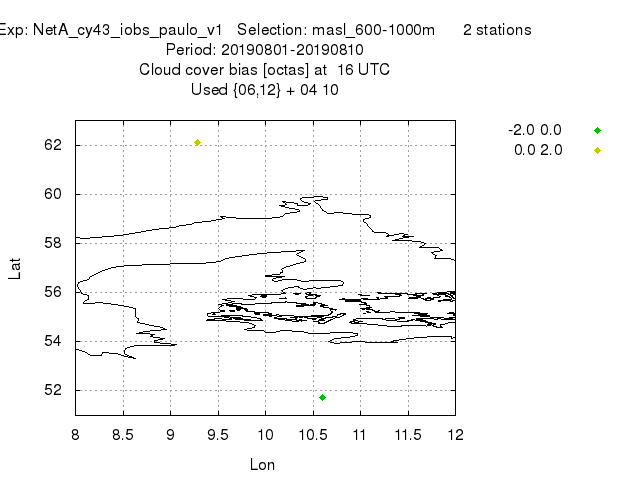 Exp: NetA_cy43_iobs_paulo_v1 Selection: masl_600-1000m 2 stations
Period: 20190801-20190810
Cloud cover bias [octas] at 16 UTC
Used {06,12} + 04 10
-2.0 0.0
0.0 2.0
62
60
58
56
54
52
Lat
8 8.5 9 9.5 10 10.5 11 11.5 12
Lon